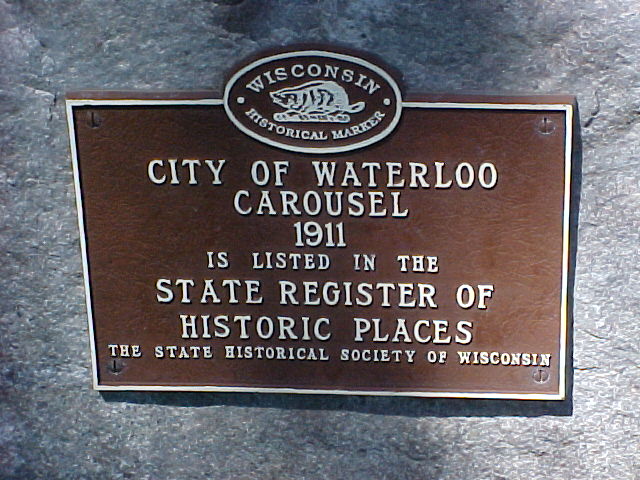 WISCONSIN
HISTORICAL MARKER
CITY OF WATERLOO
CAROUSEL
1911
IS LISTED IN THE
STATE REGISTER OF
HISTORIC PLACES
THE STATE HISTORICAL SOCIETY OF WISCONSIN